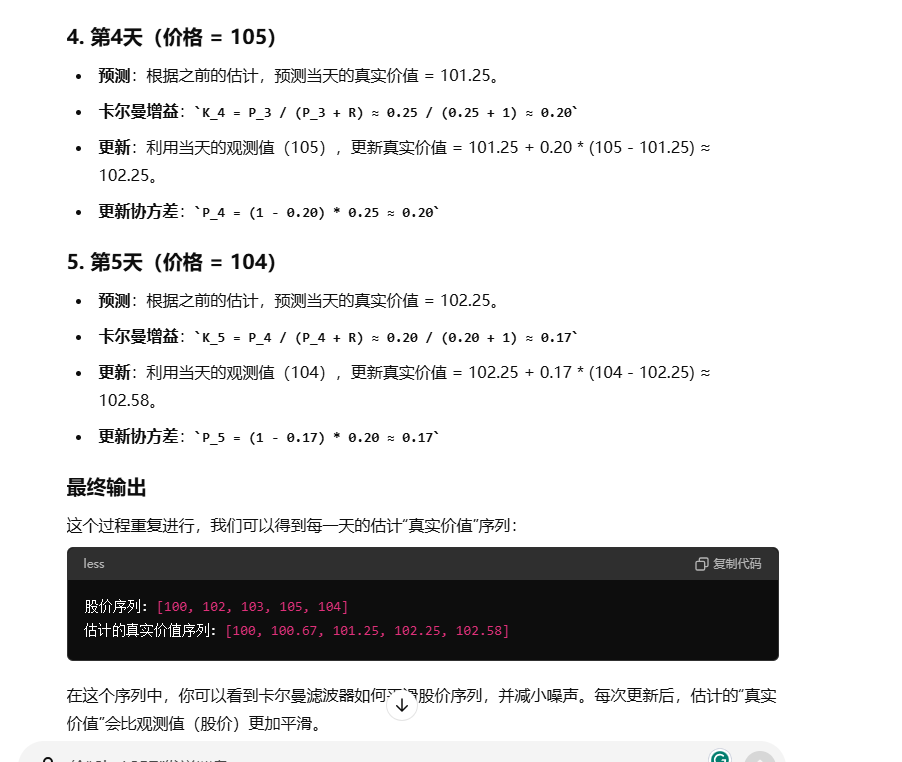 4. 第4天（价格 = 105）
预测：根据之前的估计，预测当天的真实价值 = 101.25。
卡尔曼增益：`K_4 = P_3 / (P_3 + R) ≈ 0.25 / (0.25 + 1) ≈ 0.20`
更新：利用当天的观测值（105），更新真实价值 = 101.25 + 0.20 * (105 - 101.25) ≈
102.25。
更新协方差：`P_4 = (1 - 0.20) * 0.25 ≈ 0.20`
5. 第5天（价格 = 104）
预测：根据之前的估计，预测当天的真实价值 = 102.25。
卡尔曼增益：`K_5 = P_4 / (P_4 + R) ≈ 0.20 / (0.20 + 1) ≈ 0.17`
更新：利用当天的观测值（104），更新真实价值 = 102.25 + 0.17 * (104 - 102.25) ≈
102.58。
更新协方差：`P_5 = (1 - 0.17) * 0.20 ≈ 0.17`
最终输出
这个过程重复进行，我们可以得到每一天的估计“真实价值”序列：
less 复制代码
股价序列：[100, 102, 103, 105, 104]
估计的真实价值序列：[100, 100.67, 101.25, 102.25, 102.58]
在这个序列中，你可以看到卡尔曼滤波器如何股价序列，并减小噪声。每次更新后，估计的“真实
价值”会比观测值（股价）更加平滑。